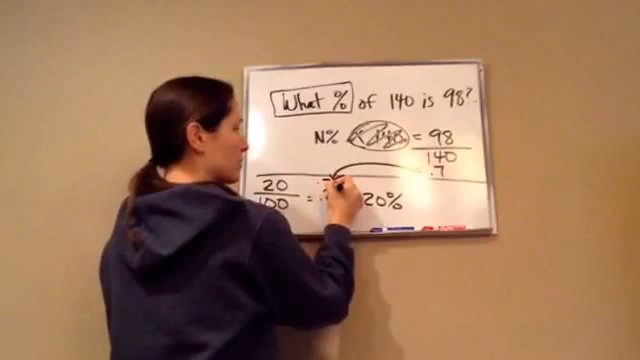 What % of 140 is 98?
N% = 98
140
.7
20
100 = 20%